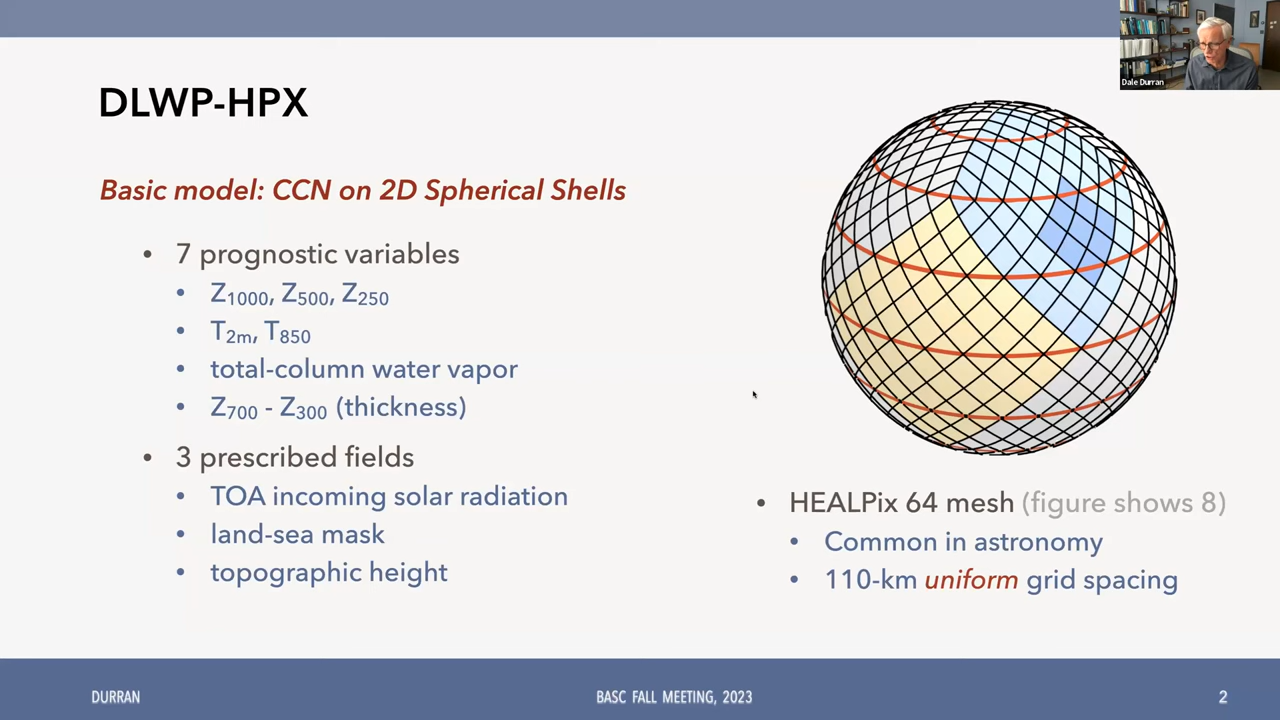 Dale Durran
DLWP-HPX
Basic model: CCN on 2D Spherical Shells
• 7 prognostic variables
• Z1000, Z500, Z250
• T2m, T850
• total-column water vapor
• Z700 - Z300 (thickness)
• 3 prescribed fields
• TOA incoming solar radiation
• land-sea mask
• topographic height
• HEALPix 64 mesh (figure shows 8)
• Common in astronomy
• 110-km uniform grid spacing
DURRAN
BASC FALL MEETING, 2023
2